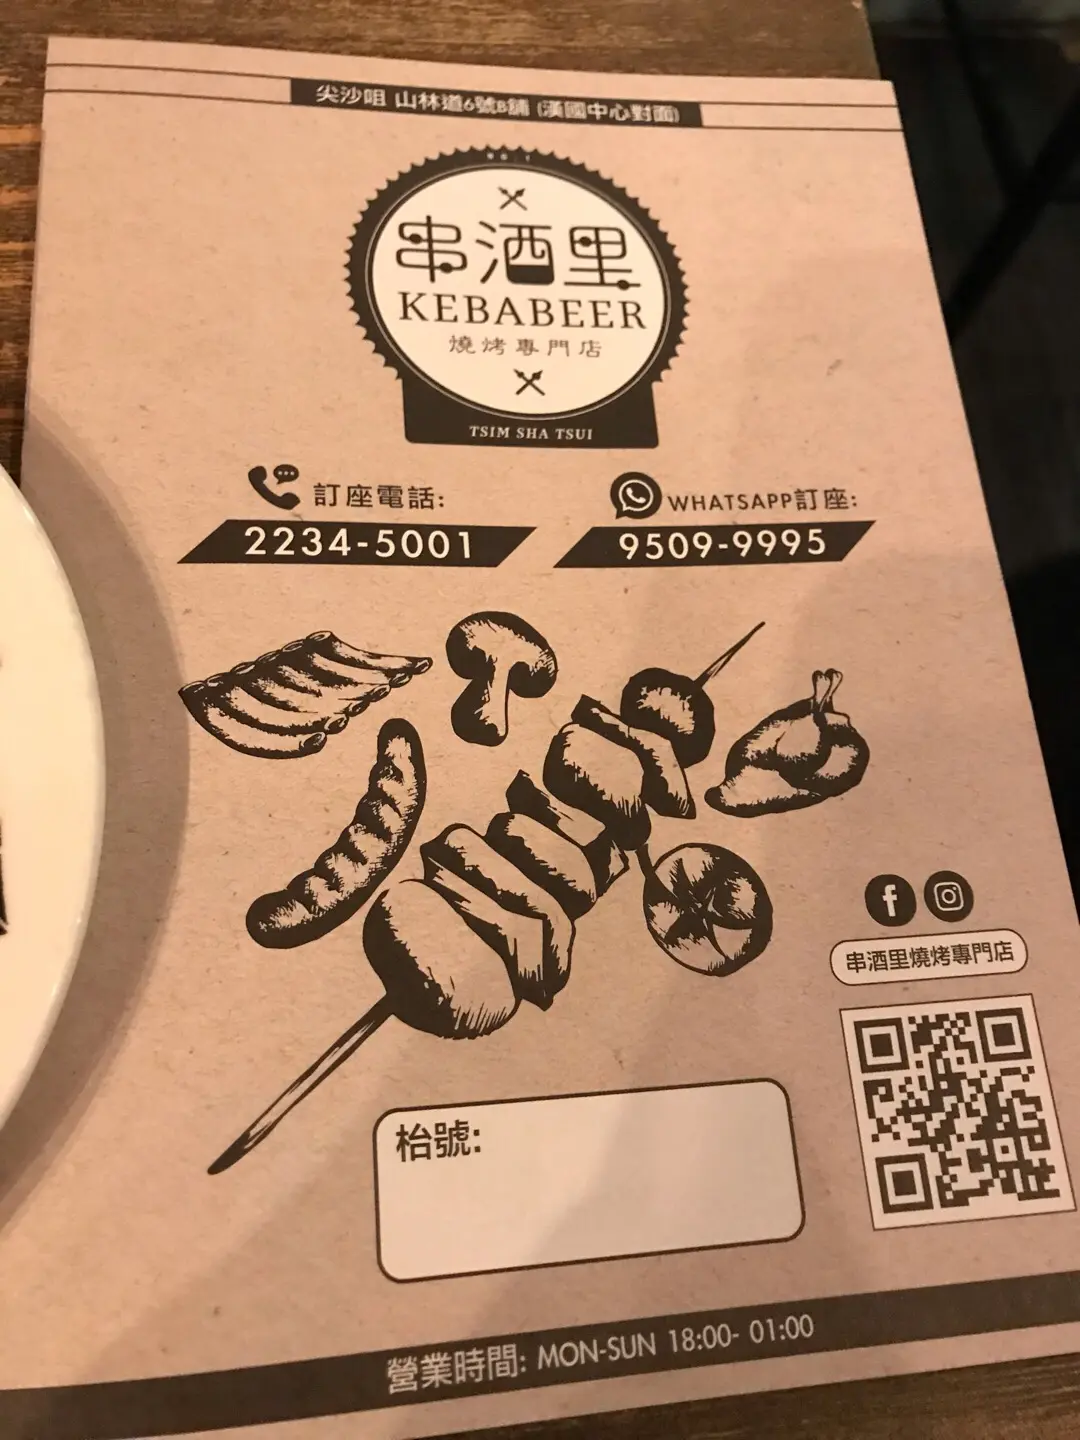 尖沙咀 山林道6號B舖 (漢國中心對面)
NO.1
串酒里
KEBABEER
燒烤專門店
TSIM SHA TSUI
訂座電話:
2234-5001
WHATSAPP訂座:
9509-9995
串酒里燒烤專門店
枱號:
營業時間: MON-SUN 18:00- 01:00